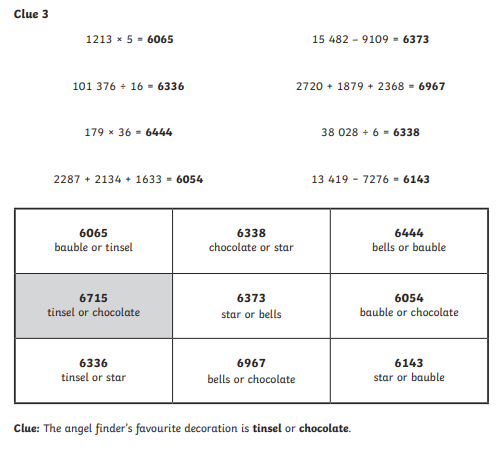 Clue 3
1213 × 5 = 6065
15 482 – 9109 = 6373
101 376 ÷ 16 = 6336
2720 + 1879 + 2368 = 6967
179 × 36 = 6444
38 028 ÷ 6 = 6338
2287 + 2134 + 1633 = 6054
13 419 – 7276 = 6143
6065
bauble or tinsel
6338
chocolate or star
6444
bells or bauble
6715
tinsel or chocolate
6373
star or bells
6054
bauble or chocolate
6336
tinsel or star
6967
bells or chocolate
6143
star or bauble
Clue: The angel finder's favourite decoration is tinsel or chocolate.